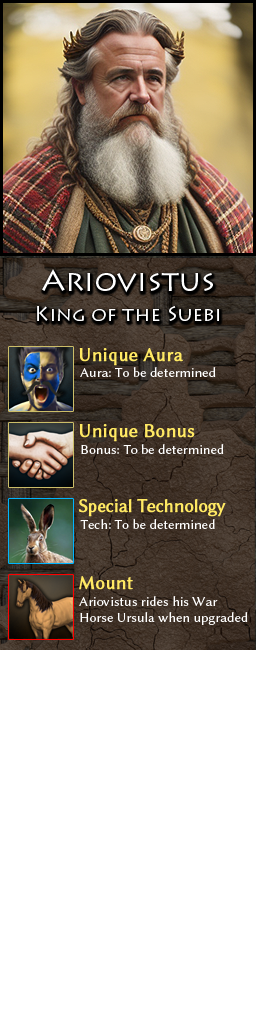 Ariovistus
King of the Suebi
Unique Aura
Aura: To be determined
Unique Bonus
Bonus: To be determined
Special Technology
Tech: To be determined
Mount
Ariovistus rides his War
Horse Ursula when upgraded